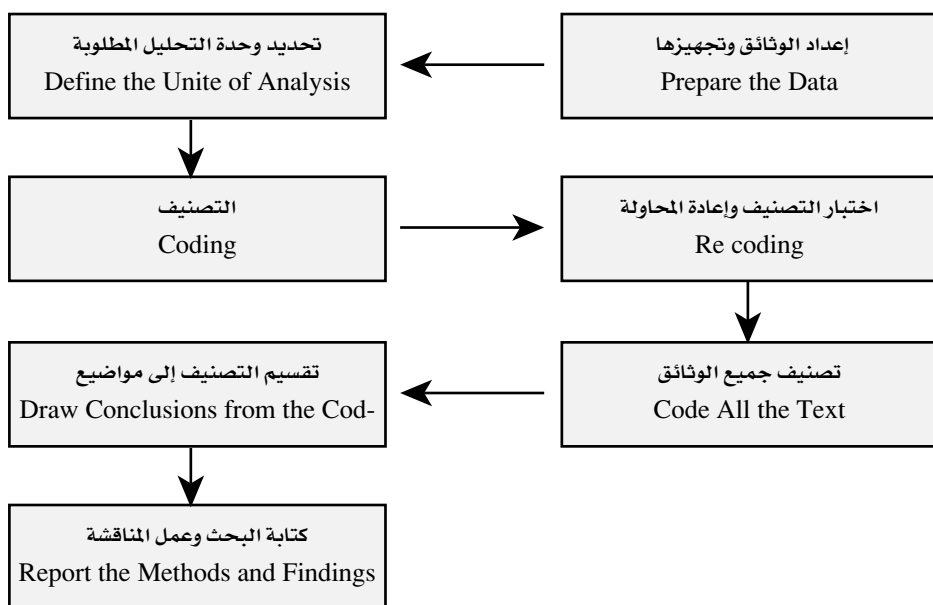 إعداد الوثائق وتجهيزها
Prepare the Data
تحديد وحدة التحليل المطلوبة
Define the Unite of Analysis
التصنيف
Coding
اختبار التصنيف وإعادة المحاولة
Re coding
تصنيف جميع الوثائق
Code All the Text
تقسيم التصنيف إلى مواضيع
Draw Conclusions from the Cod-
كتابة البحث وعمل المناقشة
Report the Methods and Findings